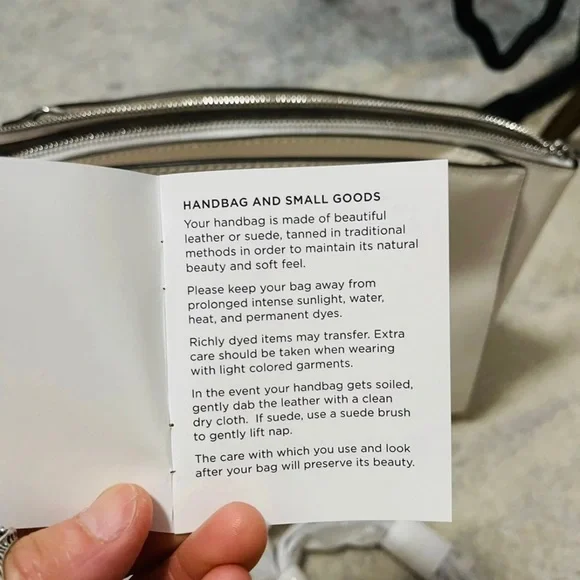 HANDBAG AND SMALL GOODS
Your handbag is made of beautiful
leather or suede, tanned in traditional
methods in order to maintain its natural
beauty and soft feel.
Please keep your bag away from
prolonged intense sunlight, water,
heat, and permanent dyes.
Richly dyed items may transfer. Extra
care should be taken when wearing
with light colored garments.
In the event your handbag gets soiled,
gently dab the leather with a clean
dry cloth. If suede, use a suede brush
to gently lift nap.
The care with which you use and look
after your bag will preserve its beauty.